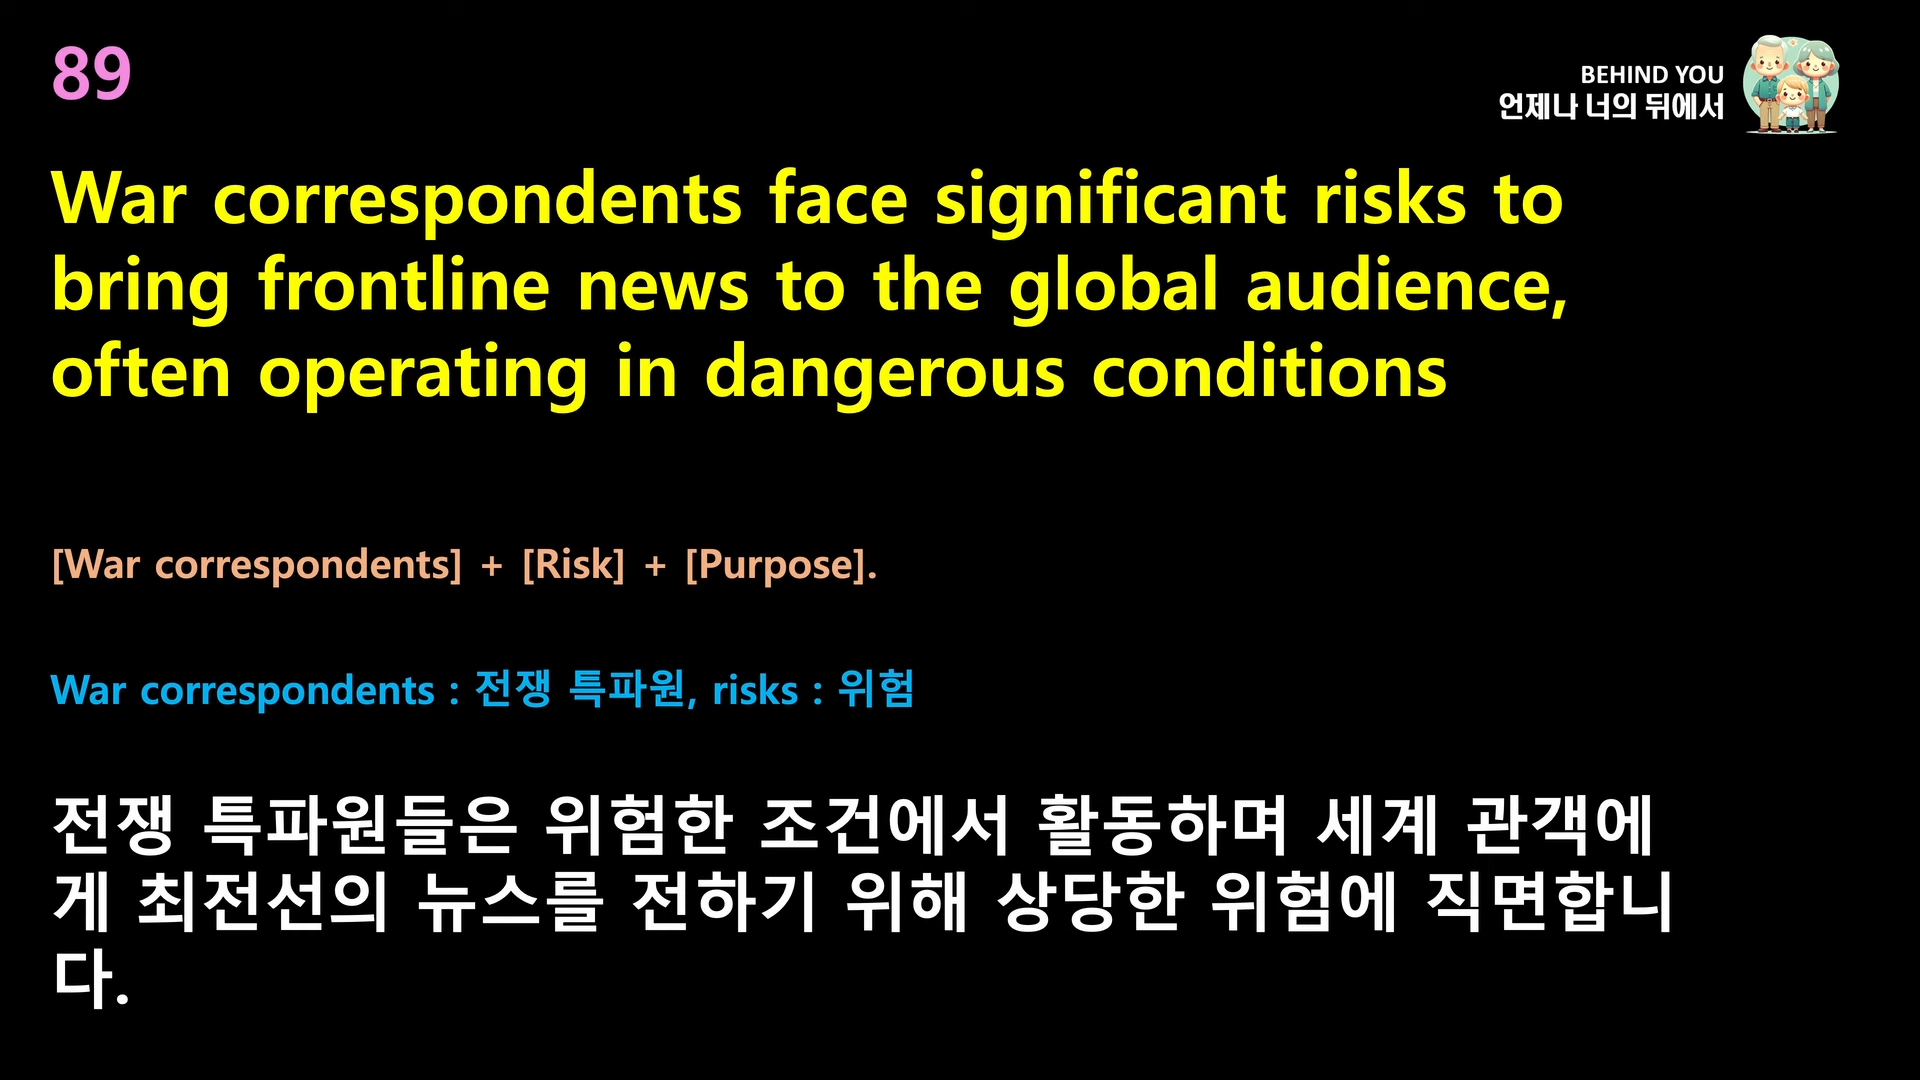 89
BEHIND YOU
언제나 너의 뒤에서
War correspondents face significant risks to
bring frontline news to the global audience,
often operating in dangerous conditions
[War correspondents] + [Risk] + [Purpose].
War correspondents : 전쟁 특파원, risks : 위험
전쟁 특파원들은 위험한 조건에서 활동하며 세계 관객에
게 최전선의 뉴스를 전하기 위해 상당한 위험에 직면합니
다.